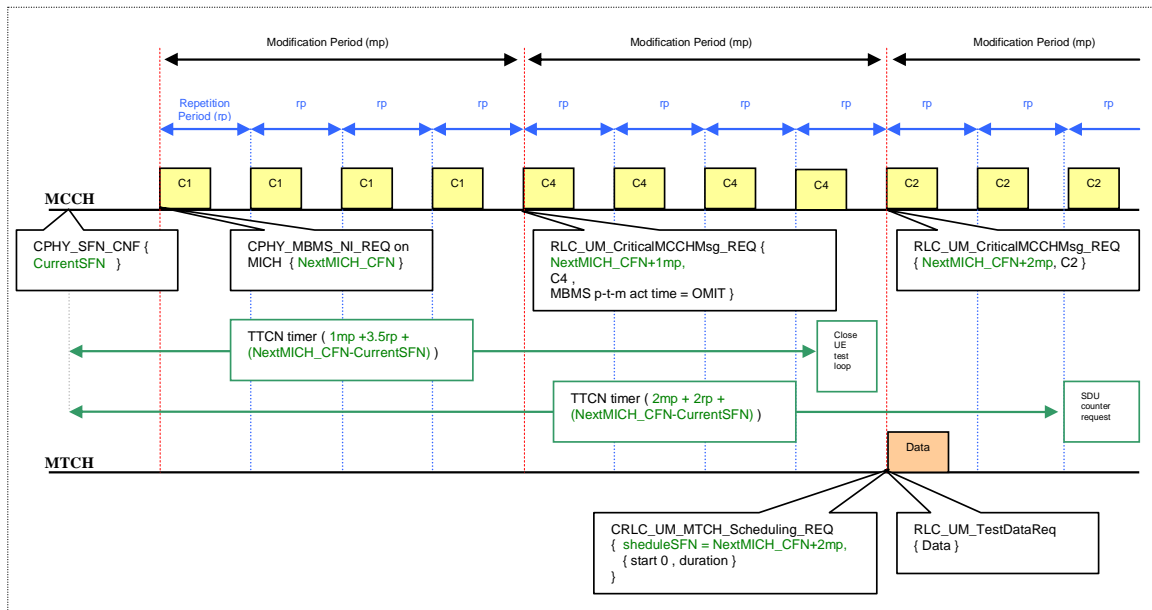 Modification Period (mp)
Modification Period (mp)
Modification Period (mp)
Repetition
Period (rp)
rp
rp
rp
rp
rp
rp
rp
rp
rp
rp
C1
C1
C1
C1
C4
C4
C4
C4
C2
C2
C2
MCCH
CPHY_SFN_CNF {
CurrentSFN }
CPHY_MBMS_NI_REQ on
MICH { NextMICH_CFN }
RLC_UM_CriticalMCCHMsg_REQ {
NextMICH_CFN+1mp,
C4 ,
MBMS p-t-m act time = OMIT }
RLC_UM_CriticalMCCHMsg_REQ
{ NextMICH_CFN+2mp, C2 }
TTCN timer ( 1mp +3.5rp +
(NextMICH_CFN-CurrentSFN) )
Close
UE
test
loop
TTCN timer ( 2mp + 2rp +
(NextMICH_CFN-CurrentSFN) )
SDU
counter
request
Data
MTCH
CRLC_UM_MTCH_Scheduling_REQ
{ sheduleSFN = NextMICH_CFN+2mp,
{ start 0 , duration }
}
RLC_UM_TestDataReq
{ Data }